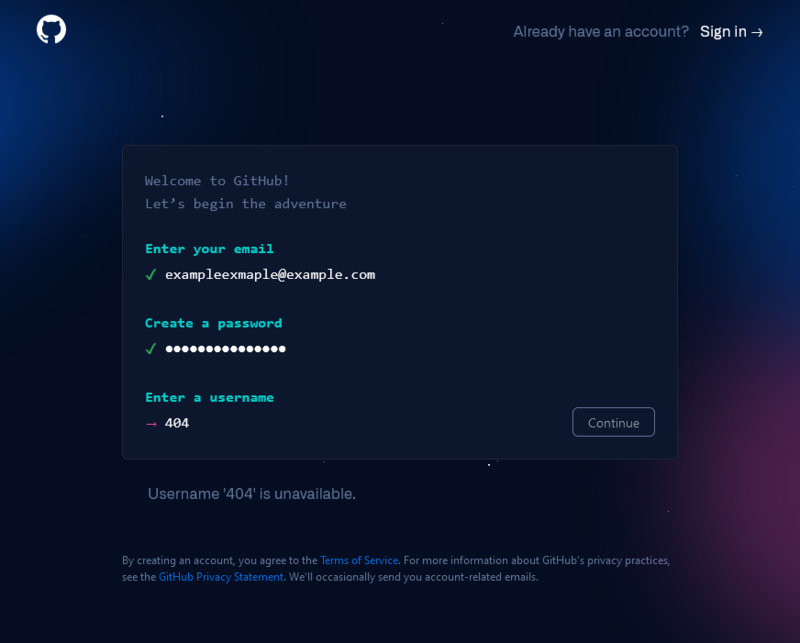 Already have an account? Sign in →
Welcome to GitHub!
Let's begin the adventure
Enter your email
✓ exampleexmaple@example.com
Create a password
✓ ●●●●●●●●●●●●●●●
Enter a username
→ 404
Continue
Username '404' is unavailable.
By creating an account, you agree to the Terms of Service. For more information about GitHub's privacy practices,
see the GitHub Privacy Statement. We'll occasionally send you account-related emails.